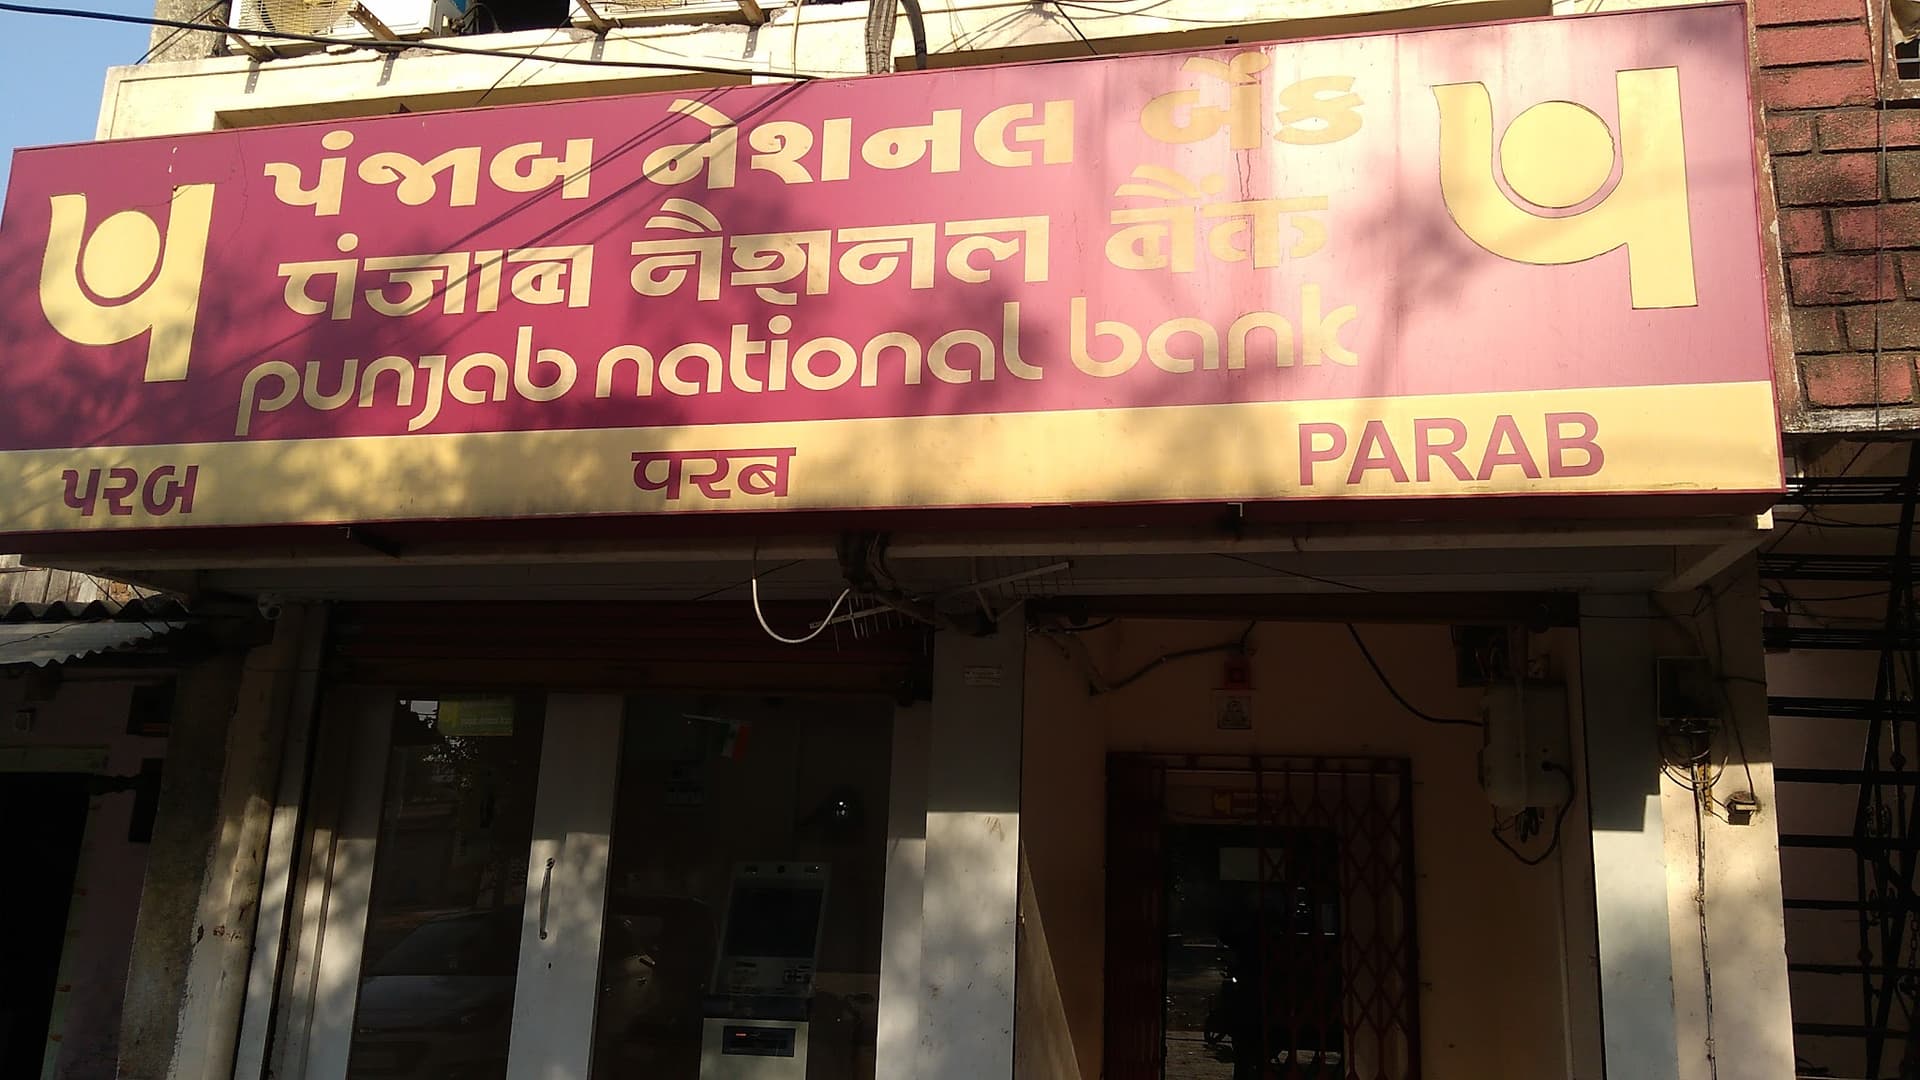 પંજાબ નેશનલ બેંક
पंजाब नैशनल बैंक
punjab national bank
પરબ परब PARAB